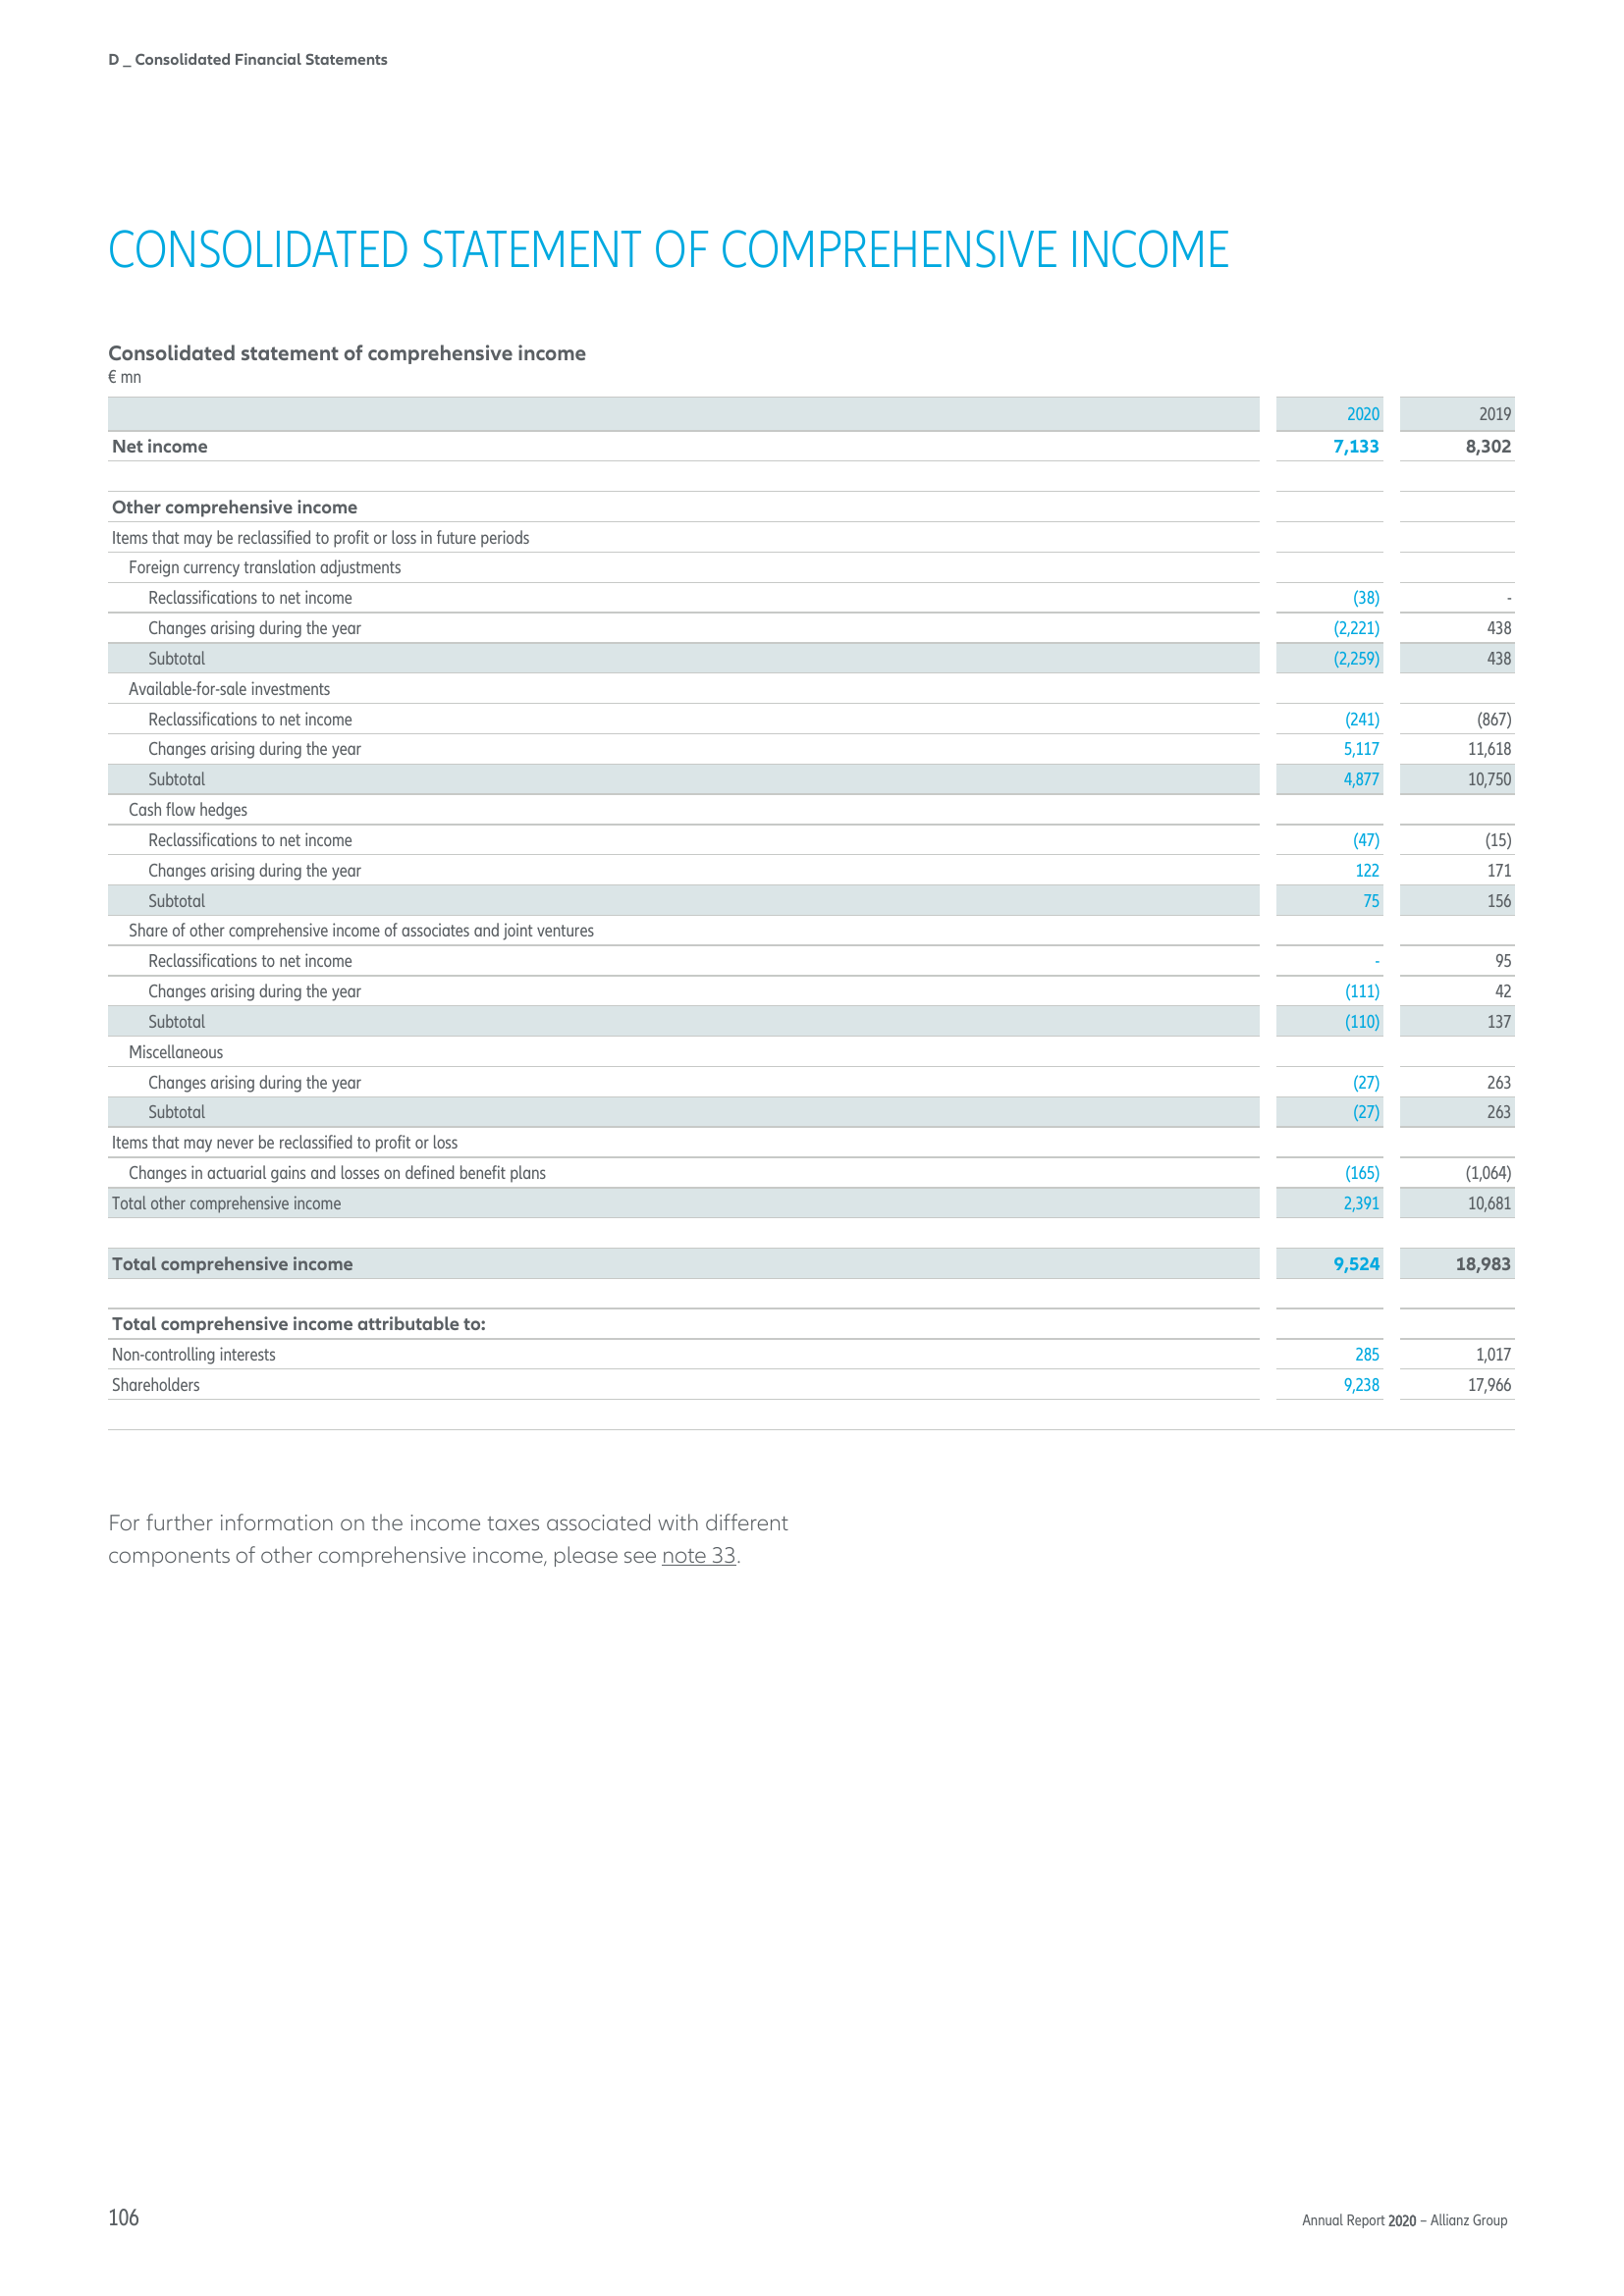 D _ Consolidated Financial Statements
CONSOLIDATED STATEMENT OF COMPREHENSIVE INCOME
Consolidated statement of comprehensive income
€ mn
2020 2019
Net income 7,133 8,302
Other comprehensive income
Items that may be reclassified to profit or loss in future periods
Foreign currency translation adjustments
Reclassifications to net income (38) -
Changes arising during the year (2,221) 438
Subtotal (2,259) 438
Available-for-sale investments
Reclassifications to net income (241) (867)
Changes arising during the year 5,117 11,618
Subtotal 4,877 10,750
Cash flow hedges
Reclassifications to net income (47) (15)
Changes arising during the year 122 171
Subtotal 75 156
Share of other comprehensive income of associates and joint ventures
Reclassifications to net income - 95
Changes arising during the year (111) 42
Subtotal (110) 137
Miscellaneous
Changes arising during the year (27) 263
Subtotal (27) 263
Items that may never be reclassified to profit or loss
Changes in actuarial gains and losses on defined benefit plans (165) (1,064)
Total other comprehensive income 2,391 10,681
Total comprehensive income 9,524 18,983
Total comprehensive income attributable to:
Non-controlling interests 285 1,017
Shareholders 9,238 17,966
For further information on the income taxes associated with different
components of other comprehensive income, please see note 33.
106 Annual Report 2020 – Allianz Group